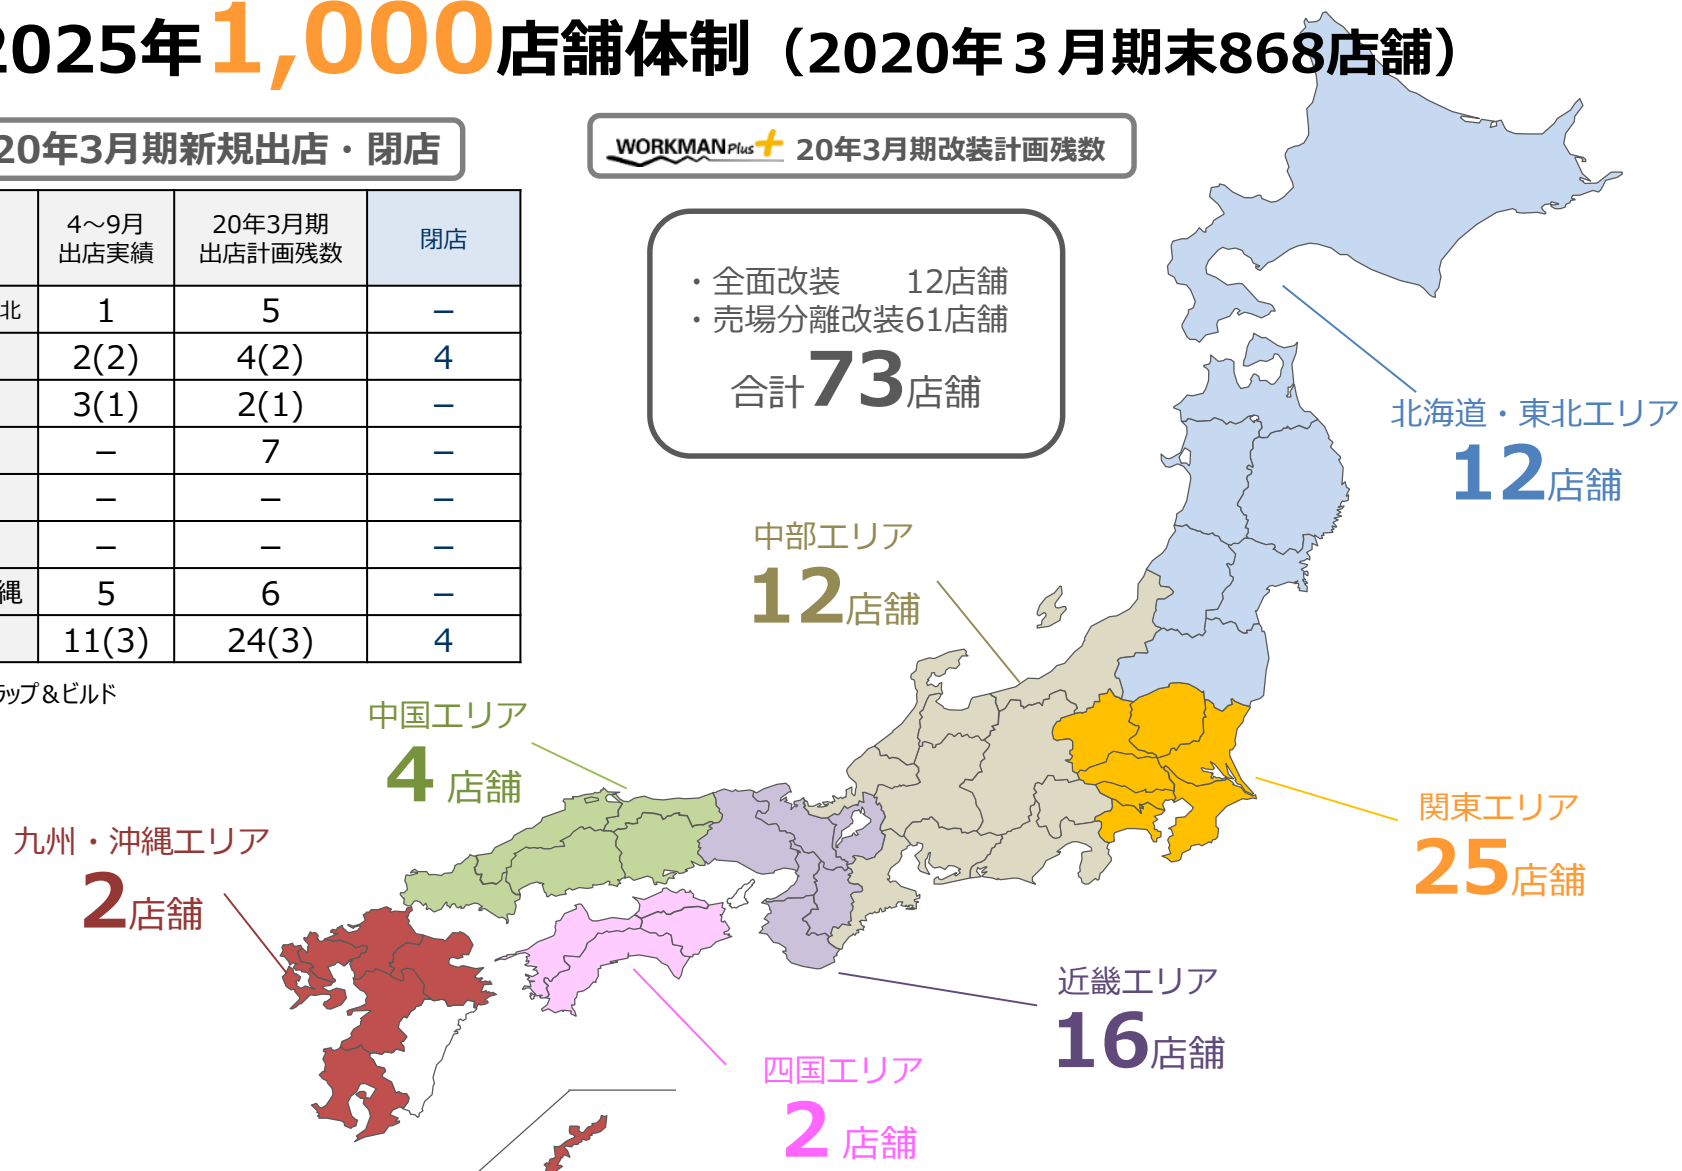 2025年1,000店舗体制（2020年３月期末868店舗）
20年3月期新規出店・閉店
WORKMAN Plus+ 20年3月期改装計画残数
4～9月 20年3月期 閉店
出店実績 出店計画残数
北 1 5 －
2(2) 4(2) 4
3(1) 2(1) －
－ 7 －
－ － －
－ － －
縄 5 6 －
11(3) 24(3) 4
ラップ＆ビルド
・全面改装 12店舗
・売場分離改装61店舗
合計73店舗
北海道・東北エリア
12店舗
中部エリア
12店舗
中国エリア
4店舗
関東エリア
25店舗
九州・沖縄エリア
2店舗
近畿エリア
16店舗
四国エリア
2店舗